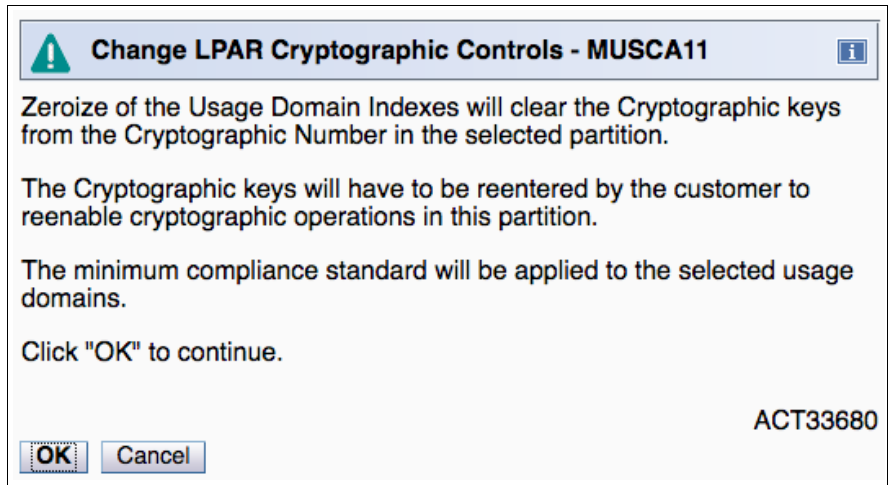 Change LPAR Cryptographic Controls - MUSCA11
Zeroize of the Usage Domain Indexes will clear the Cryptographic keys
from the Cryptographic Number in the selected partition.
The Cryptographic keys will have to be reentered by the customer to
reenable cryptographic operations in this partition.
The minimum compliance standard will be applied to the selected usage
domains.
Click "OK" to continue.
ACT33680
OK Cancel